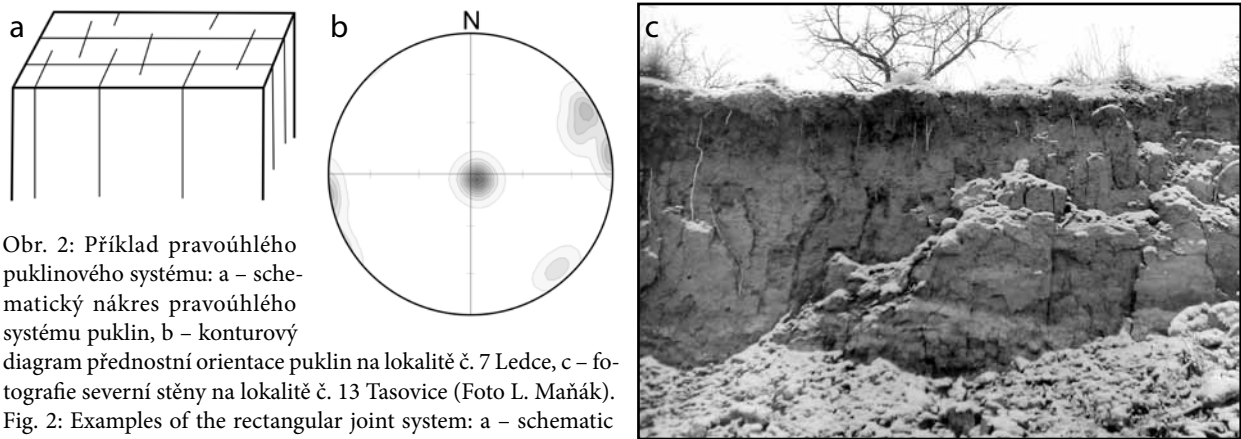 a
b
N
c
Obr. 2: Příklad pravoúhlého
puklinového systému: a – sche-
matický nákres pravoúhlého
systému puklin, b – konturový
diagram přednostní orientace puklin na lokalitě č. 7 Ledce, c – fo-
tografie severní stěny na lokalitě č. 13 Tasovice (Foto L. Maňák).
Fig. 2: Examples of the rectangular joint system: a – schematic